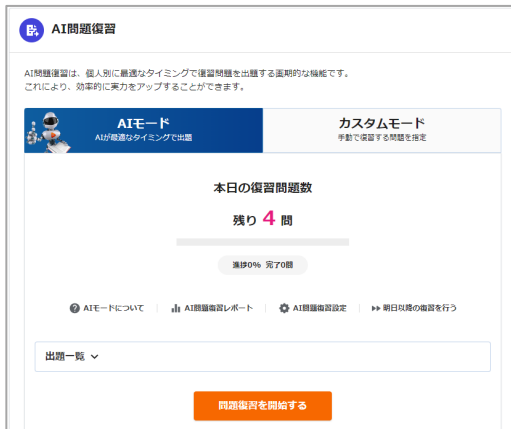 AI問題復習
AI問題復習は、個人別に最適なタイミングで復習問題を出題する画期的な機能です。
これにより、効率的に実力をアップすることができます。
AIモード
AIが最適なタイミングで出題
カスタムモード
手動で復習する問題を指定
本日の復習問題数
残り 4 問
進捗0% 完了0問
AIモードについて
AI問題復習レポート
AI問題復習設定
明日以降の復習を行う
出題一覧
問題復習を開始する